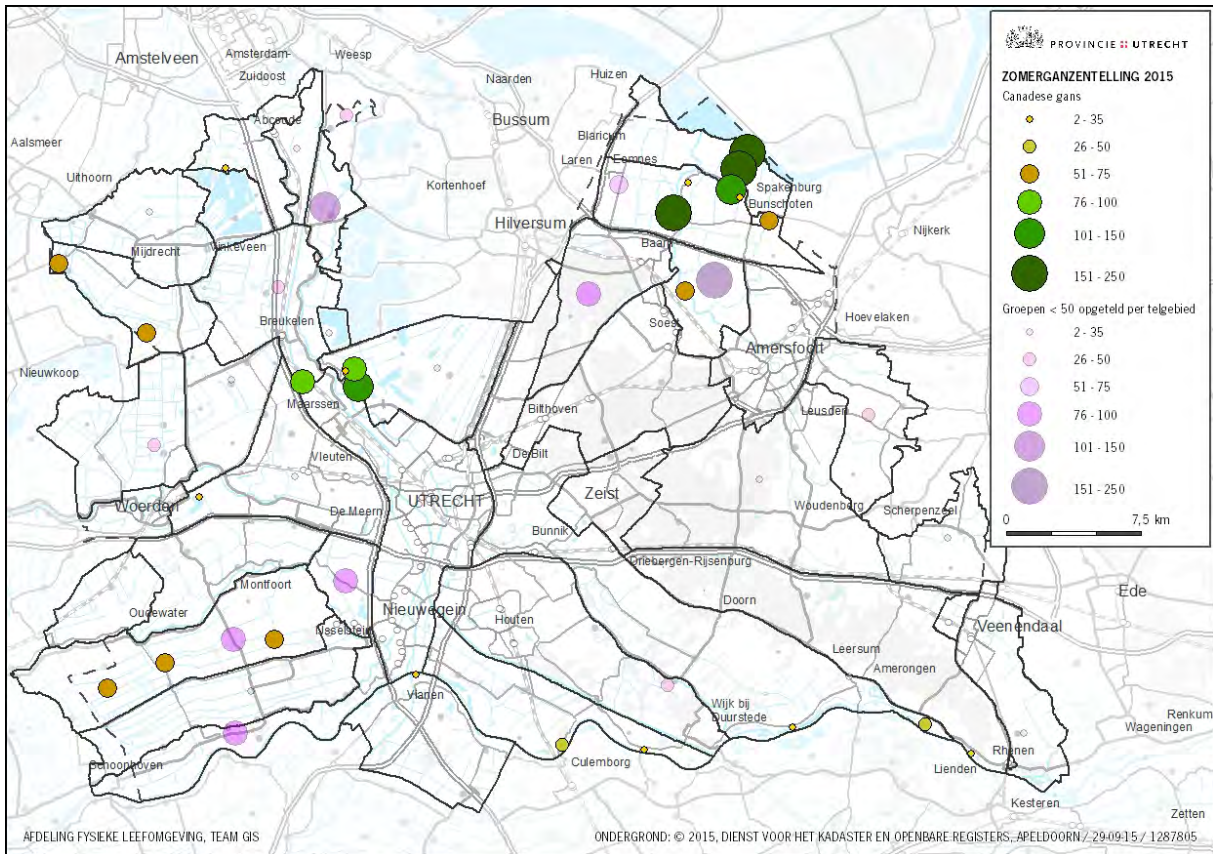 PROVINCIE :: UTRECHT
ZOMERGANZENTELLING 2015
Canadese gans
2 - 35
26 - 50
51 - 75
76 - 100
101 - 150
151 - 250
Groepen < 50 opgeteld per telgebied
2 - 35
26 - 50
51 - 75
76 - 100
101 - 150
151 - 250
0 7,5 km
Amstelveen
Amsterdam-
Zuidoost
Weesp
Naarden
Huizen
Bussum
Abcoude
Blaricum
Aalsmeer
Laren
Eemnes
Uithoorn
Kortenhoef
Spakenburg
Bunschoten
Hilversum
Nijkerk
Mijdrecht
Vinkeveen
Baarn
Breukelen
Soest
Hoevelaken
Amersfoort
Nieuwkoop
Maarssen
Bilthoven
Leusden
De Bilt
Vleuten
Zeist
Woerden
UTRECHT
Woudenberg
Scherpenzeel
De Meern
Bunnik
Driebergen-Rijsenburg
Montfoort
Ede
Oudewater
Nieuwegein
Doorn
IJsselstein
Houten
Veenendaal
Leersum
Amerongen
Vianen
Wijk bij
Duurstede
Renkum
Wageningen
Schoonhoven
Culemborg
Rhenen
Lienden
Kesteren
Zetten
AFDELING FYSIEKE LEEFOMGEVING, TEAM GIS
ONDERGROND: © 2015, DIENST VOOR HET KADASTER EN OPENBARE REGISTERS, APELDOORN / 29-09-15 / 1287805